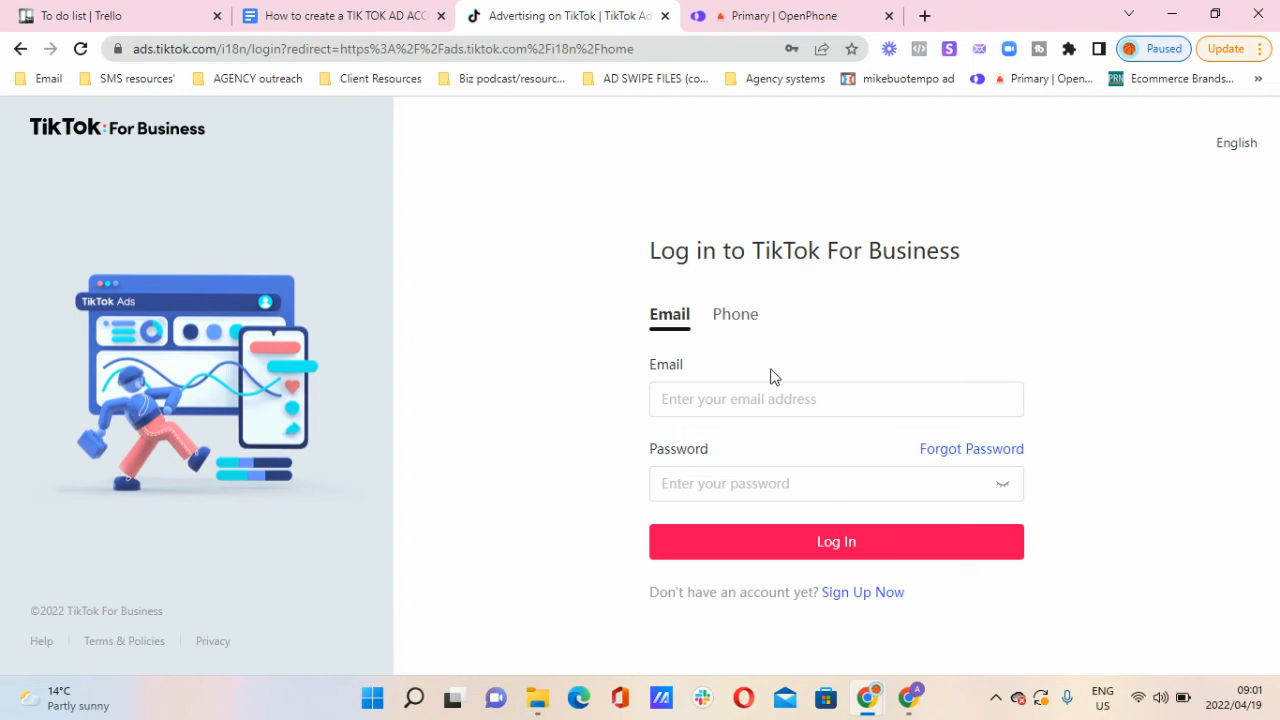 To do list | Trello
How to create a TIK TOK AD ACC
Advertising on TikTok | TikTok Ad
Primary | OpenPhone
ads.tiktok.com/i18n/login?redirect=https%3A%2F%2Fads.tiktok.com%2Fi18n%2Fhome
Paused
Update
Email
SMS resources'
AGENCY outreach
Client Resources
Biz podcast/resourc...
AD SWIPE FILES (co...
Agency systems
mikebuotempo ad
Primary | Open...
PRN
Ecommerce Brands...
TikTok: For Business
English
TikTok Ads
Log in to TikTok For Business
Email
Phone
Email
Enter your email address
Password
Forgot Password
Enter your password
Log In
Don't have an account yet? Sign Up Now
©2022 TikTok For Business
Help
Terms & Policies
Privacy
14°C
Partly sunny
A
ENG
US
09:01
2022/04/19